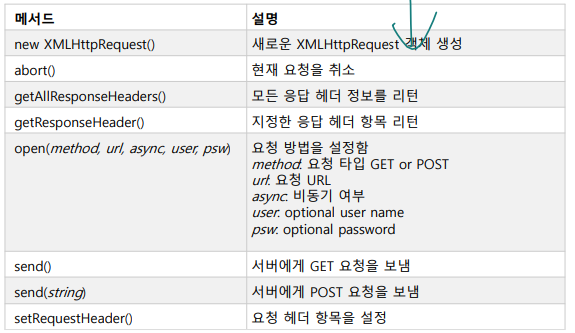 메서드 설명
new XMLHttpRequest() 새로운 XMLHttpRequest 객체 생성
abort() 현재 요청을 취소
getAllResponseHeaders() 모든 응답 헤더 정보를 리턴
getResponseHeader() 지정한 응답 헤더 항목 리턴
open(method, url, async, user, psw) 요청 방법을 설정함
method: 요청 타입 GET or POST
url: 요청 URL
async: 비동기 여부
user: optional user name
psw: optional password
send() 서버에게 GET 요청을 보냄
send(string) 서버에게 POST 요청을 보냄
setRequestHeader() 요청 헤더 항목을 설정